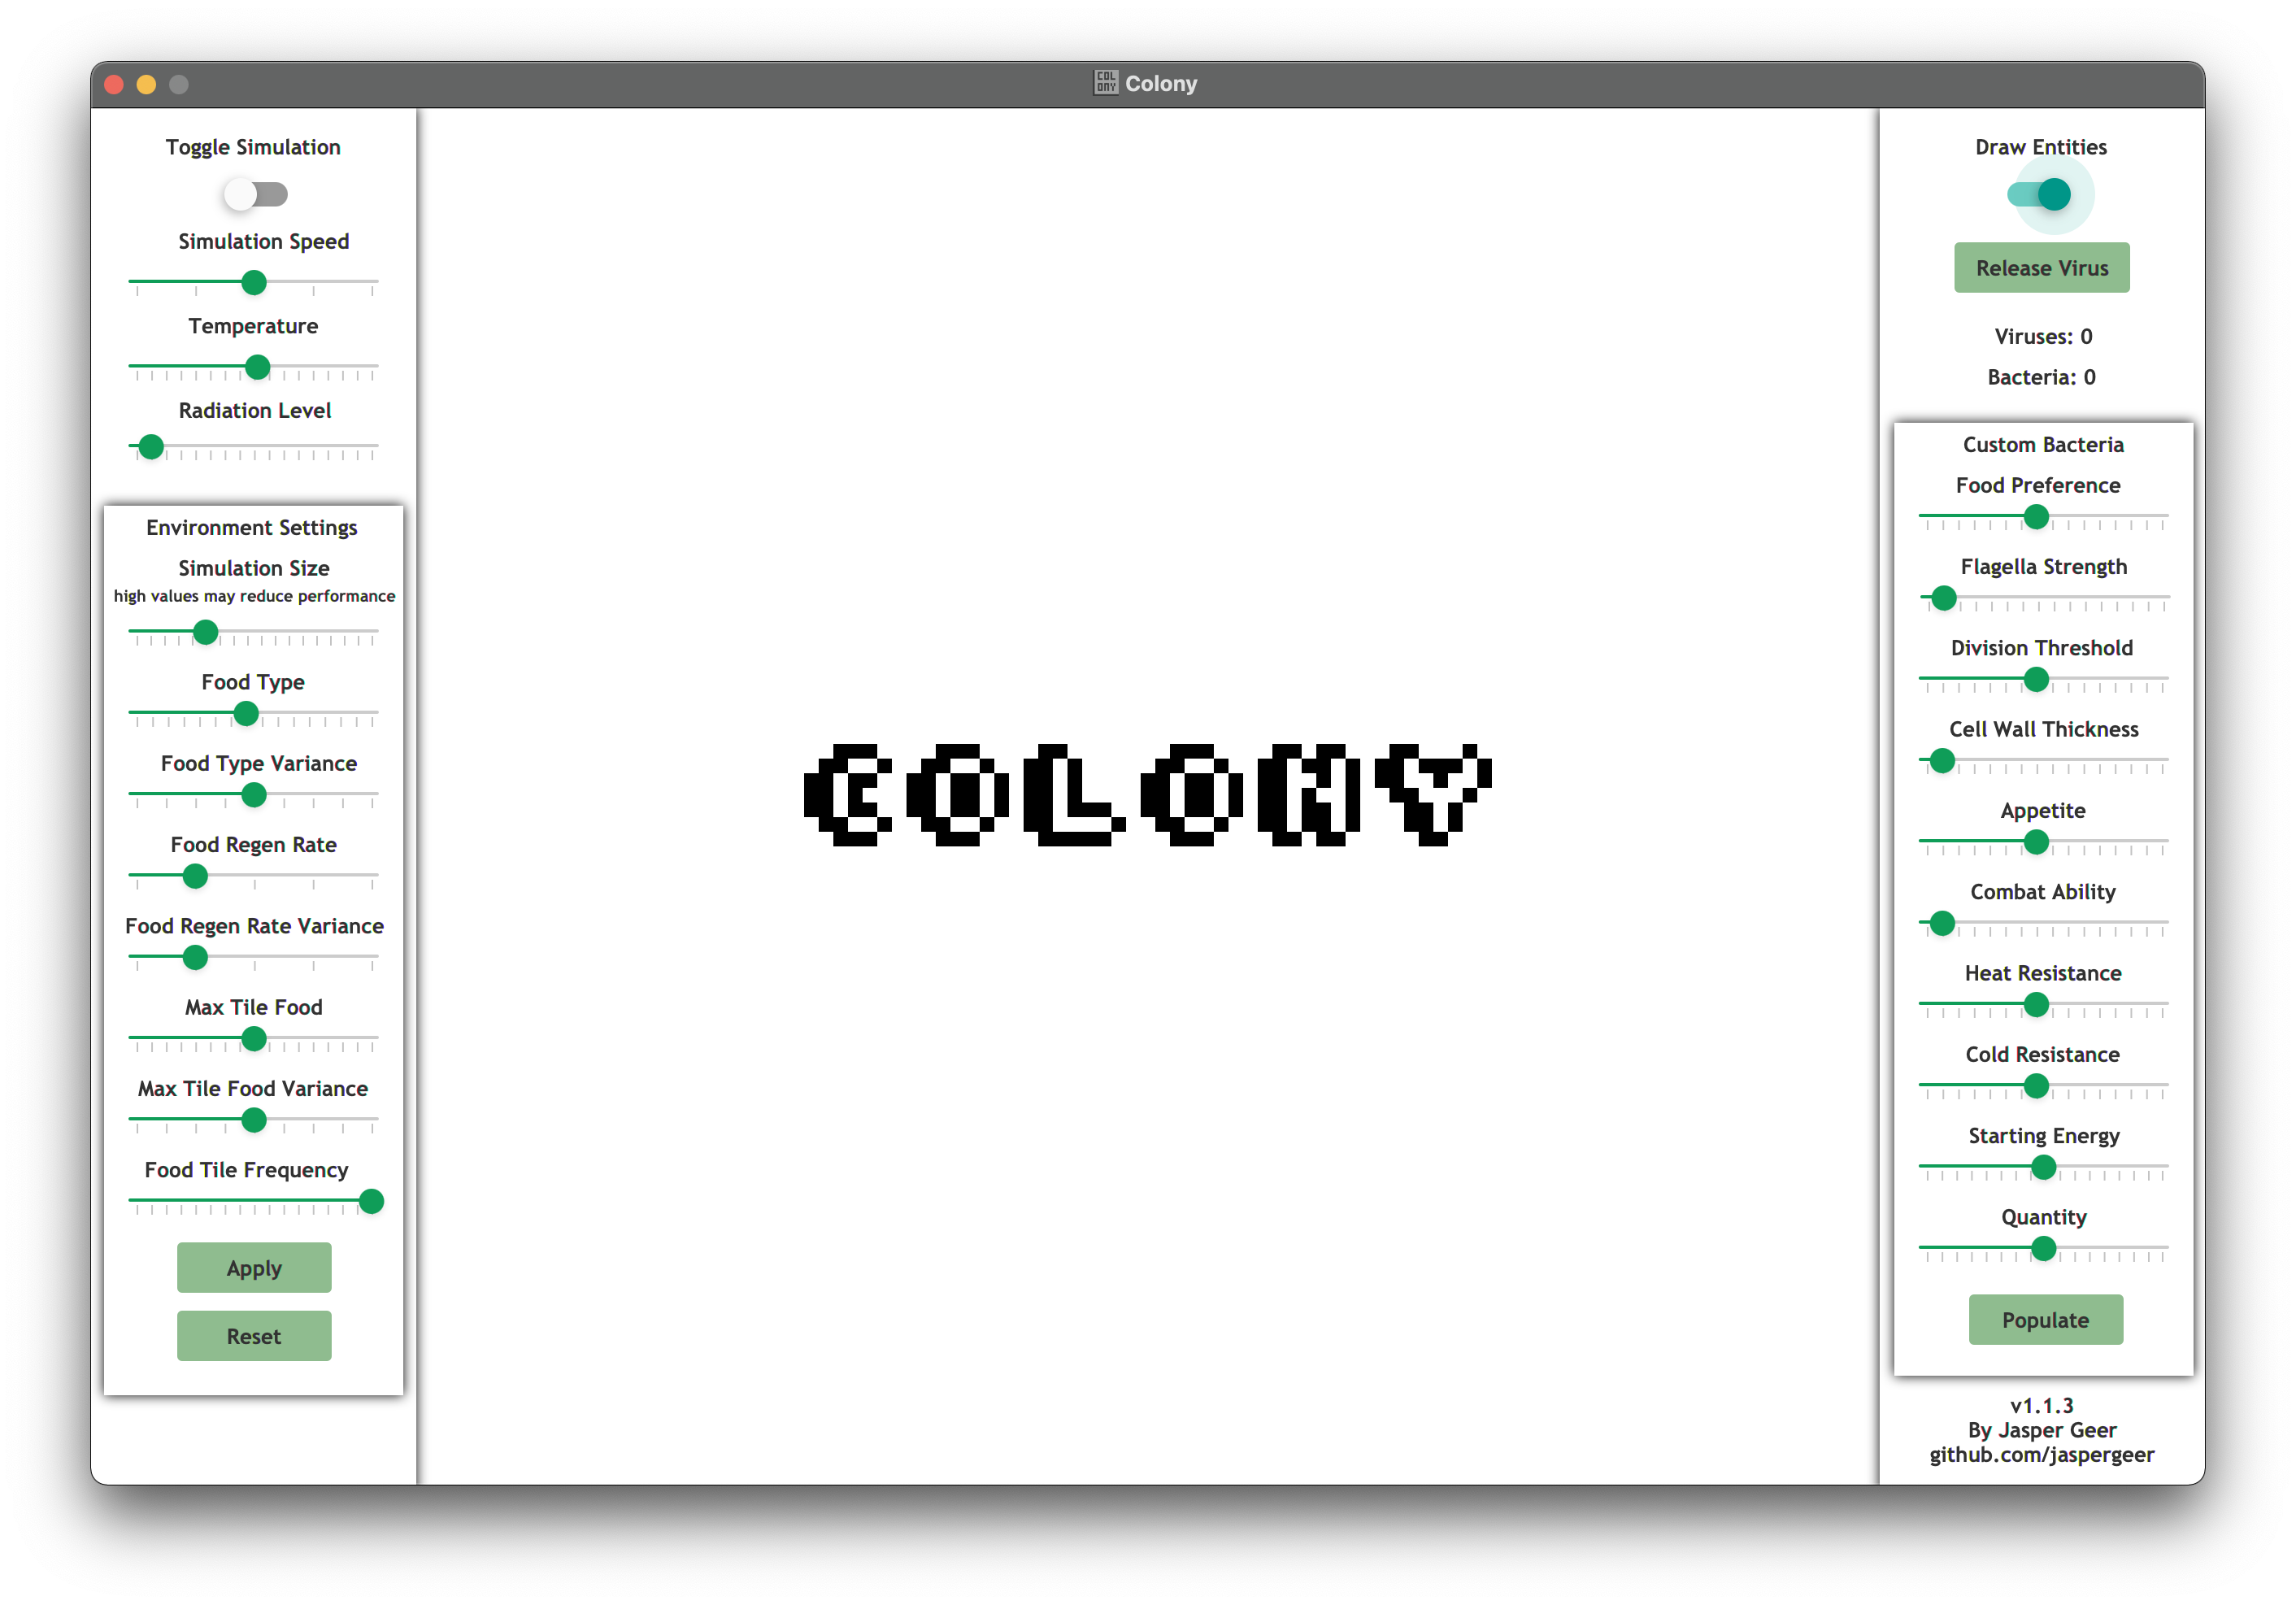 COL
ONY
Colony
Toggle Simulation
Simulation Speed
Temperature
Radiation Level
Environment Settings
Simulation Size
high values may reduce performance
Food Type
Food Type Variance
Food Regen Rate
Food Regen Rate Variance
Max Tile Food
Max Tile Food Variance
Food Tile Frequency
Apply
Reset
COLONY
Draw Entities
Release Virus
Viruses: 0
Bacteria: 0
Custom Bacteria
Food Preference
Flagella Strength
Division Threshold
Cell Wall Thickness
Appetite
Combat Ability
Heat Resistance
Cold Resistance
Starting Energy
Quantity
Populate
v1.1.3
By Jasper Geer
github.com/jaspergeer